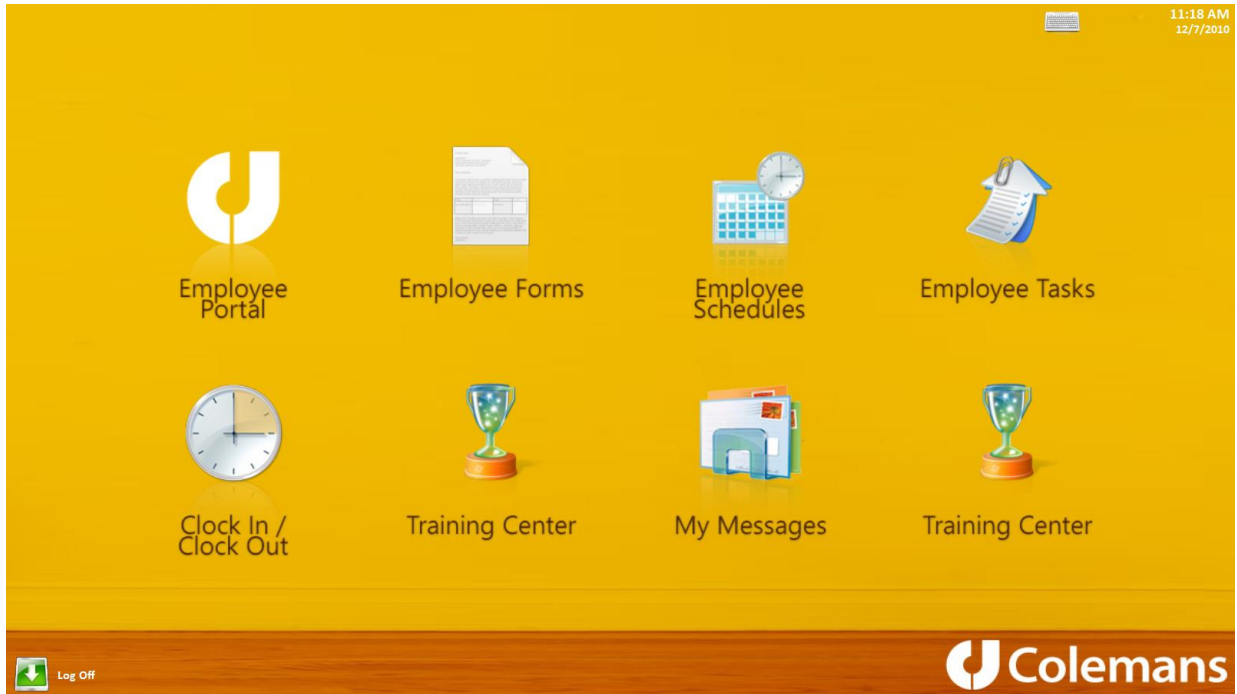 11:18 AM
12/7/2010
Employee
Portal
Employee Forms
Employee
Schedules
Employee Tasks
Clock In /
Clock Out
Training Center
My Messages
Training Center
Log Off
Colemans